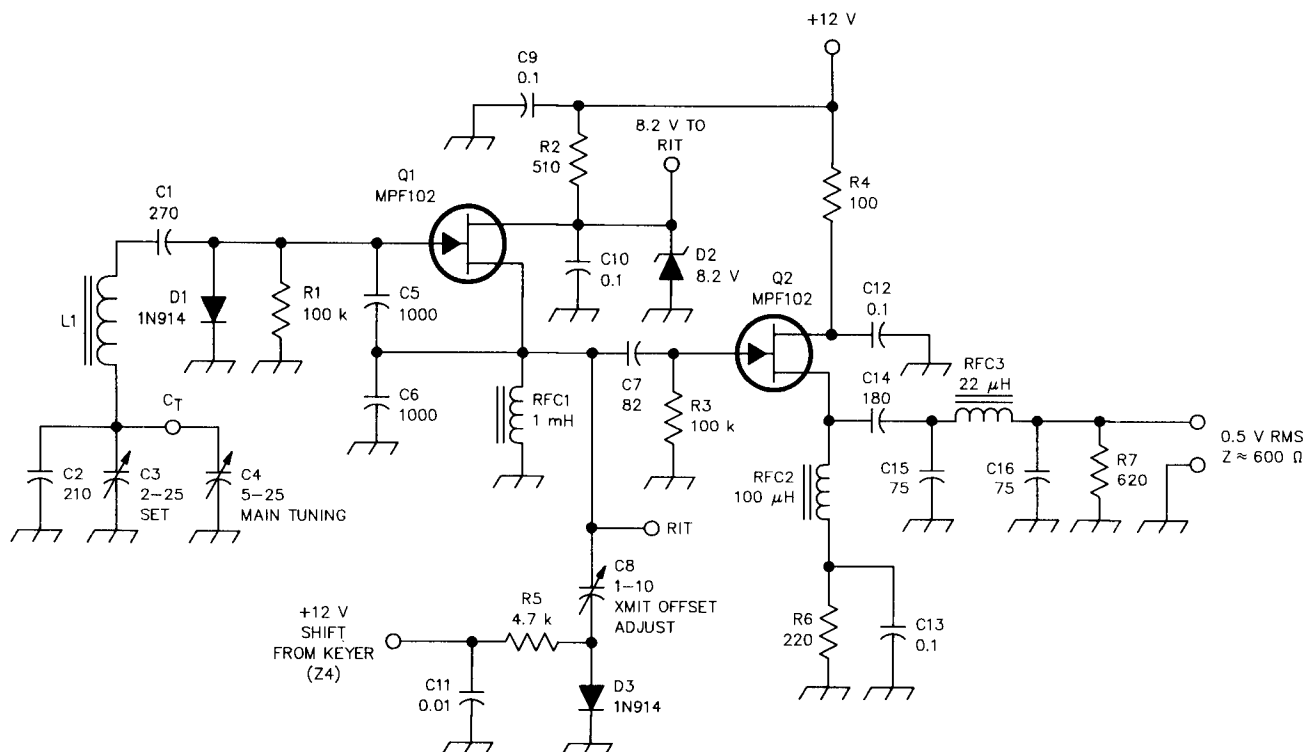 +12 V
C9
0.1
R2
510
8.2 V TO
RIT
R4
100
Q1
MPF102
C1
270
L1
D1
1N914
R1
100 k
C5
1000
C10
0.1
D2
8.2 V
Q2
MPF102
C12
0.1
C6
1000
RFC1
1 mH
C7
82
R3
100 k
C14
180
RFC3
22 μH
CT
C2
210
C3
2–25
SET
C4
5–25
MAIN TUNING
RFC2
100 μH
C15
75
C16
75
R7
620
0.5 V RMS
Z ≈ 600 Ω
RIT
C8
1–10
XMIT OFFSET
ADJUST
+12 V
SHIFT
FROM KEYER
(Z4)
R5
4.7 k
C11
0.01
D3
1N914
R6
220
C13
0.1